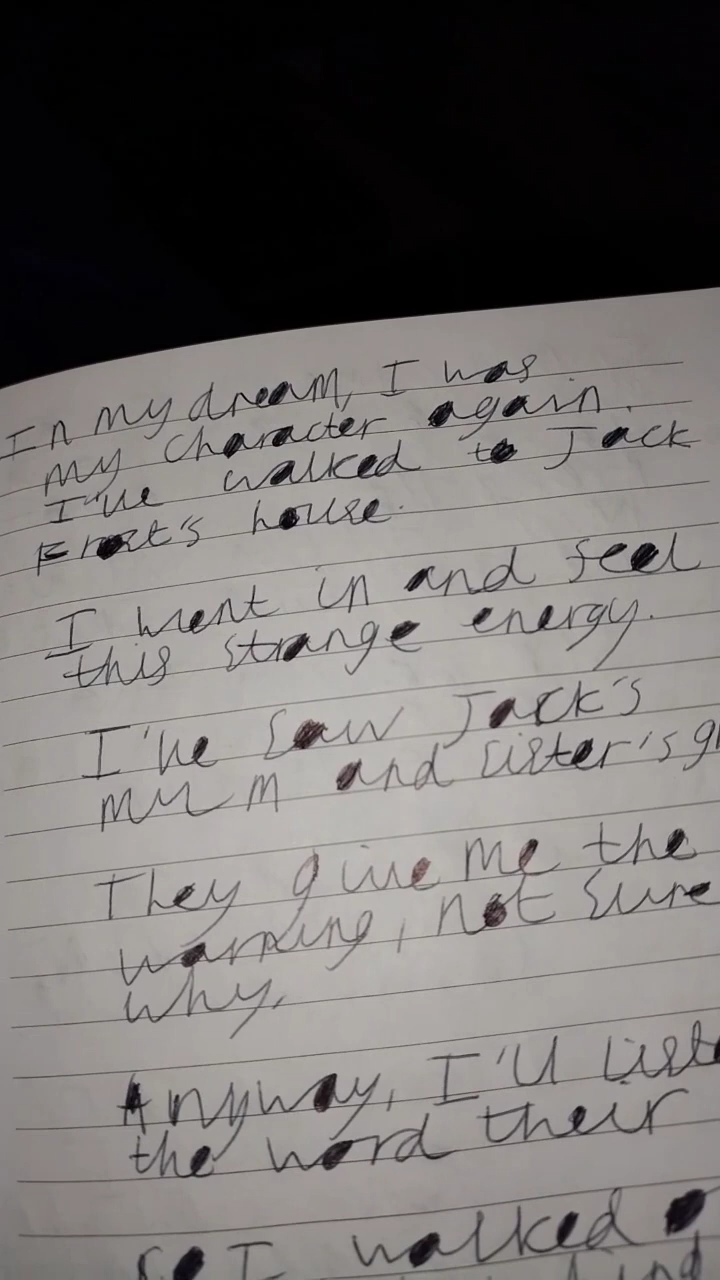 In my dream, I was
my character again.
I've walked to Jack
Frost's house.
I went in and feel
this strange energy.
I've saw Jack's
mum and sister's
They give me the
warning, not sure
why.
Anyway, I'll
the word their
So I walked